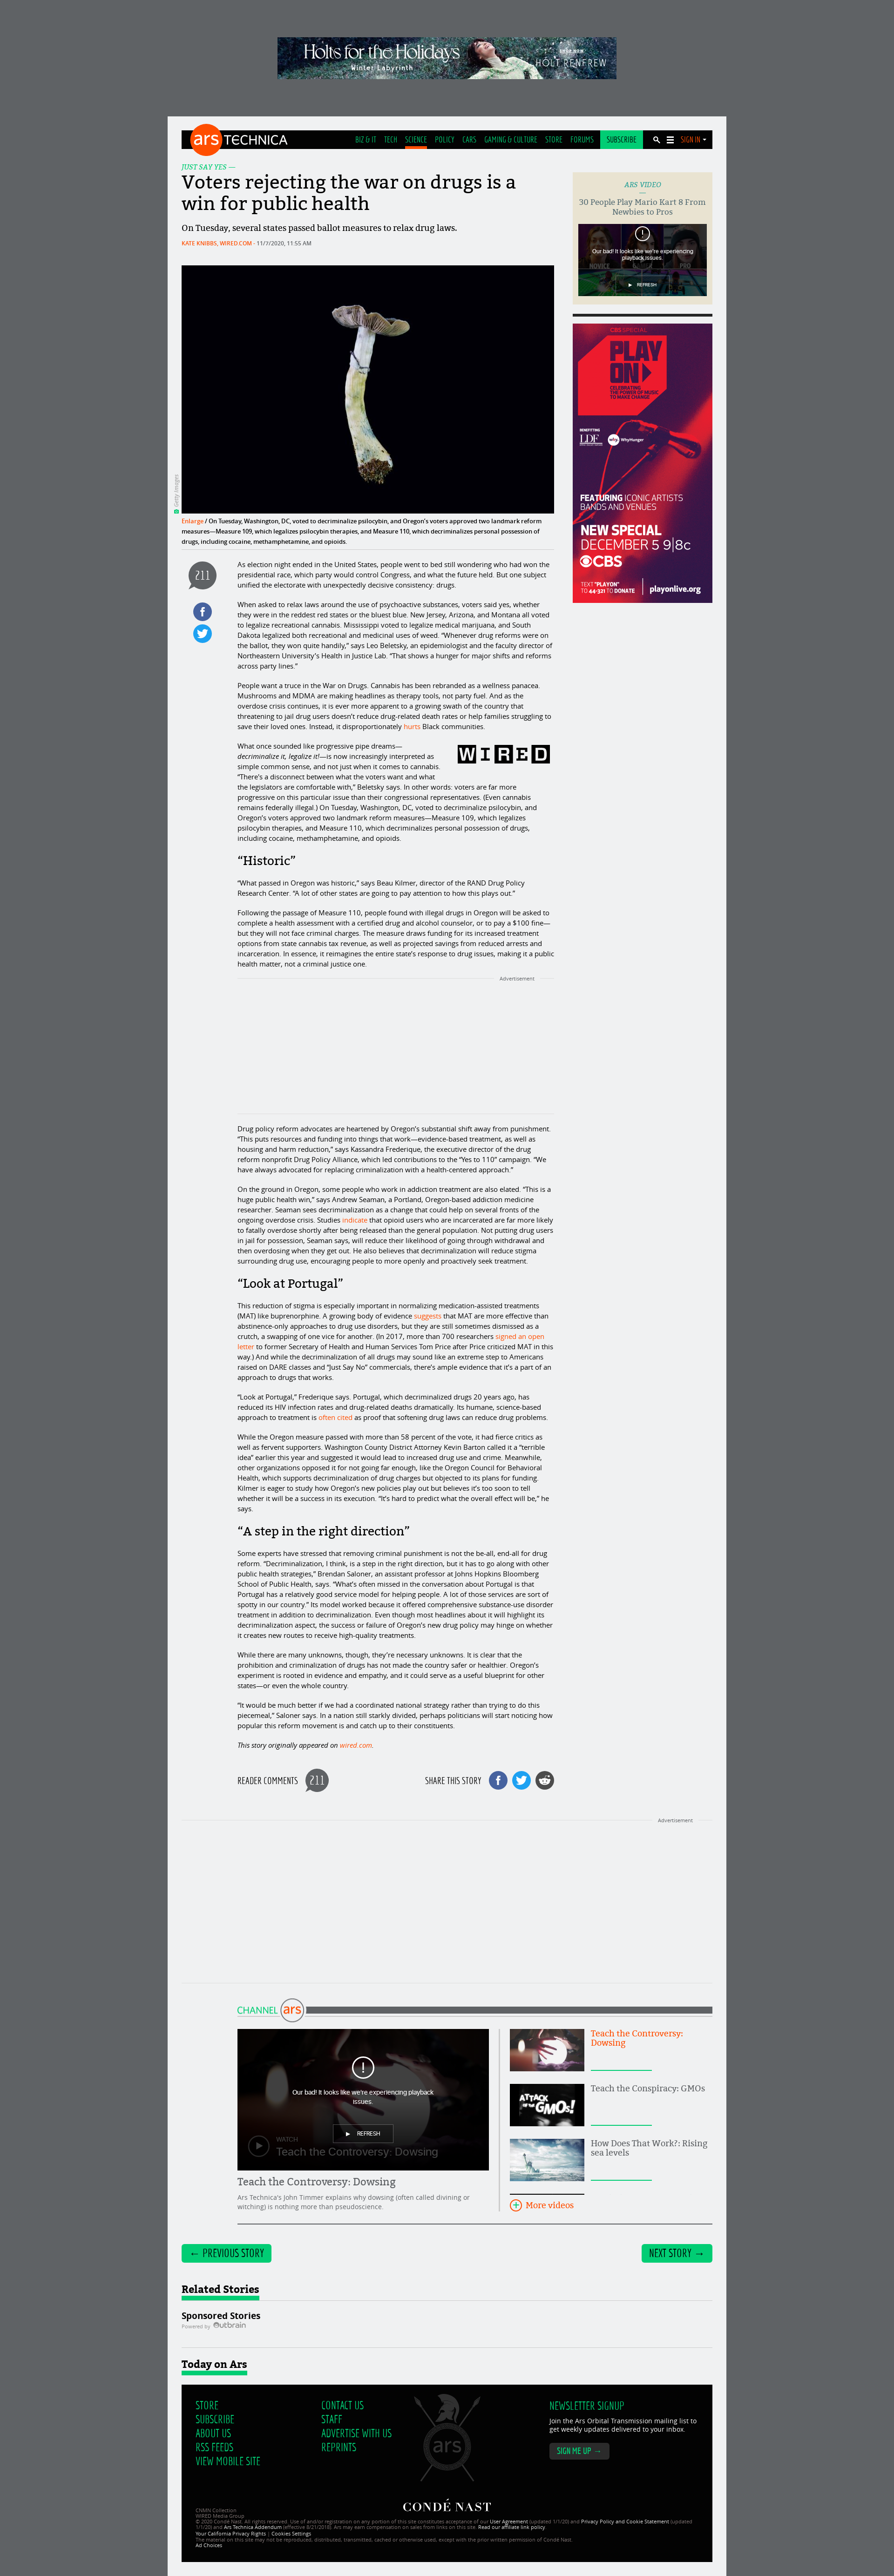 Holts for the Holidays
Winter Labyrinth
HOLT RENFREW
ars TECHNICA
BIZ & IT TECH SCIENCE POLICY CARS GAMING & CULTURE STORE FORUMS SUBSCRIBE SIGN IN
JUST SAY YES —
Voters rejecting the war on drugs is a
win for public health
On Tuesday, several states passed ballot measures to relax drug laws.
KATE KNIBBS, WIRED.COM - 11/7/2020, 11:55 AM
Getty Images
Enlarge / On Tuesday, Washington, DC, voted to decriminalize psilocybin, and Oregon's voters approved two landmark reform
measures—Measure 109, which legalizes psilocybin therapies, and Measure 110, which decriminalizes personal possession of
drugs, including cocaine, methamphetamine, and opioids.
ARS VIDEO
30 People Play Mario Kart 8 From
Newbies to Pros
Our bad! It looks like we're experiencing
playback issues.
NOVICE
PRO
REFRESH
CBS SPECIAL
PLAY
ON
CELEBRATING
THE POWER OF MUSIC
TO MAKE CHANGE
BENEFITTING
LDF
why WhyHunger
FEATURING ICONIC ARTISTS
BANDS AND VENUES
NEW SPECIAL
DECEMBER 5 9|8c
CBS
TEXT "PLAYON"
TO 44-321 TO DONATE
playonlive.org
211
As election night ended in the United States, people went to bed still wondering who had won the
presidential race, which party would control Congress, and what the future held. But one subject
unified the electorate with unexpectedly decisive consistency: drugs.
When asked to relax laws around the use of psychoactive substances, voters said yes, whether
they were in the reddest counties or the bluest blue. New Jersey, Arizona, and Montana all voted
to legalize recreational cannabis. Mississippi voted to legalize medical marijuana, and South
Dakota legalized both recreational and medicinal uses of weed. "Whenever drug reforms were on
the ballot, they won quite handily," says Leo Beletsky, an epidemiologist and the faculty director of
Northeastern University's Health in Justice Lab. "That shows a hunger for major shifts and reforms
across party lines."
People want a truce in the War on Drugs. Cannabis has been rebranded as a wellness panacea.
Mushrooms and MDMA are making headlines as therapy tools, not party fuel. And as the
overdose crisis continues, it is ever more apparent to a growing swath of the country that
threatening to jail drug users doesn't reduce drug-related death rates or help families struggling to
save their loved ones. Instead, it disproportionately hurts Black communities.
WIRED
What once sounded like progressive pipe dreams—
decriminalize it, legalize it!—is now increasingly interpreted as
simple common sense, and not just when it comes to cannabis.
"There's a disconnect between what the voters want and what
the legislators are comfortable with," Beletsky says. In other words: voters are far more
progressive on this particular issue than their congressional representatives. (Even cannabis
remains federally illegal.) On Tuesday, Washington, DC, voted to decriminalize psilocybin, and
Oregon's voters approved two landmark reform measures—Measure 109, which legalizes
psilocybin therapies, and Measure 110, which decriminalizes personal possession of drugs,
including cocaine, methamphetamine, and opioids.
"Historic"
"What passed in Oregon was historic," says Beau Kilmer, director of the RAND Drug Policy
Research Center. "A lot of other states are going to pay attention to how this plays out."
Following the passage of Measure 110, people found with illegal drugs in Oregon will be asked to
complete a health assessment with a certified drug and alcohol counselor, or to pay a $100 fine—
but they will not face criminal charges. The measure draws funding for its increased treatment
options from state cannabis tax revenue, as well as projected savings from reduced arrests and
incarceration. In essence, it reimagines the entire state's response to drug issues, making it a public
health matter, not a criminal justice one.
Advertisement
Drug policy reform advocates are heartened by Oregon's substantial shift away from punishment.
"This puts resources and funding into things that work—evidence-based treatment, as well as
housing and harm reduction," says Kassandra Frederique, the executive director of the drug
reform nonprofit Drug Policy Alliance, which led contributions to the "Yes to 110" campaign. "We
have always advocated for replacing criminalization with a health-centered approach."
On the ground in Oregon, some people who work in addiction treatment are also elated. "This is a
huge public health win," says Andrew Seaman, a Portland, Oregon-based addiction medicine
researcher. Seaman sees decriminalization as a change that could help on several fronts of the
ongoing overdose crisis. Studies indicate that opioid users who are incarcerated are far more likely
to fatally overdose shortly after being released than the general population. Not putting drug users
in jail for possession, Seaman says, will reduce their likelihood of going through withdrawal and
then overdosing when they get out. He also believes that decriminalization will reduce stigma
surrounding drug use, encouraging people to more openly and proactively seek treatment.
"Look at Portugal"
This reduction of stigma is especially important in normalizing medication-assisted treatments
(MAT) like buprenorphine. A growing body of evidence suggests that MAT are more effective than
abstinence-only approaches to drug use disorders, but they are still sometimes dismissed as a
crutch, a swapping of one vice for another. (In 2017, more than 700 researchers signed an open
letter to former Secretary of Health and Human Services Tom Price after Price criticized MAT in this
way.) And while the decriminalization of all drugs may sound like an extreme step to Americans
raised on DARE classes and "Just Say No" commercials, there's ample evidence that it's a part of an
approach to drugs that works.
"Look at Portugal," Frederique says. Portugal, which decriminalized drugs 20 years ago, has
reduced its HIV infection rates and drug-related deaths dramatically. Its humane, science-based
approach to treatment is often cited as proof that softening drug laws can reduce drug problems.
While the Oregon measure passed with more than 58 percent of the vote, it had fierce critics as
well as fervent supporters. Washington County District Attorney Kevin Barton called it a "terrible
idea" earlier this year and suggested it would lead to increased drug use and crime. Meanwhile,
other organizations opposed it for not going far enough, like the Oregon Council for Behavioral
Health, which supports decriminalization of drug charges but objected to its plans for funding.
Kilmer is eager to study how Oregon's new policies play out but believes it's too soon to tell
whether it will be a success in its execution. "It's hard to predict what the overall effect will be," he
says.
"A step in the right direction"
Some experts have stressed that removing criminal punishment is not the be-all, end-all for drug
reform. "Decriminalization, I think, is a step in the right direction, but it has to go along with other
public health strategies," Brendan Saloner, an assistant professor at Johns Hopkins Bloomberg
School of Public Health, says. "What's often missed in the conversation about Portugal is that
Portugal has a relatively good service model for helping people. A lot of those services are sort of
spotty in our country." Its model worked because it offered comprehensive substance-use disorder
treatment in addition to decriminalization. Even though most headlines about it will highlight its
decriminalization aspect, the success or failure of Oregon's new drug policy may hinge on whether
it creates new routes to receive high-quality treatments.
While there are many unknowns, though, they're necessary unknowns. It is clear that the
prohibition and criminalization of drugs has not made the country safer or healthier. Oregon's
experiment is rooted in evidence and empathy, and it could serve as a useful blueprint for other
states—or even the whole country.
"It would be much better if we had a coordinated national strategy rather than trying to do this
piecemeal," Saloner says. In a nation still starkly divided, perhaps politicians will start noticing how
popular this reform movement is and catch up to their constituents.
This story originally appeared on wired.com.
READER COMMENTS 211
SHARE THIS STORY
Advertisement
CHANNEL ars
Our bad! It looks like we're experiencing playback
issues.
REFRESH
WATCH
Teach the Controversy: Dowsing
Teach the Controversy: Dowsing
Ars Technica's John Timmer explains why dowsing (often called divining or
witching) is nothing more than pseudoscience.
Teach the Controversy:
Dowsing
ATTACK
OF THE
GMOs!
Teach the Conspiracy: GMOs
How Does That Work?: Rising
sea levels
More videos
← PREVIOUS STORY
NEXT STORY →
Related Stories
Sponsored Stories
Powered by Outbrain
Today on Ars
STORE
SUBSCRIBE
ABOUT US
RSS FEEDS
VIEW MOBILE SITE
CONTACT US
STAFF
ADVERTISE WITH US
REPRINTS
ars
NEWSLETTER SIGNUP
Join the Ars Orbital Transmission mailing list to
get weekly updates delivered to your inbox.
SIGN ME UP →
CONDÉ NAST
CNMN Collection
WIRED Media Group
© 2020 Condé Nast. All rights reserved. Use of and/or registration on any portion of this site constitutes acceptance of our User Agreement (updated 1/1/20) and Privacy Policy and Cookie Statement (updated
1/1/20) and Ars Technica Addendum (effective 8/21/2018). Ars may earn compensation on sales from links on this site. Read our affiliate link policy.
Your California Privacy Rights | Cookies Settings
The material on this site may not be reproduced, distributed, transmitted, cached or otherwise used, except with the prior written permission of Condé Nast.
Ad Choices